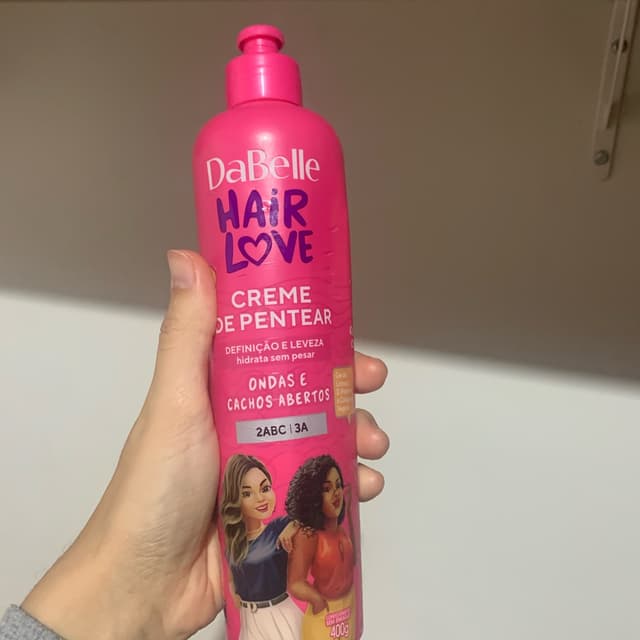 DaBelle
HAIR
LOVE
CREME
DE PENTEAR
DEFINIÇÃO E LEVEZA
hidrata sem pesar
ONDAS E
CACHOS ABERTOS
2ABC | 3A
400g